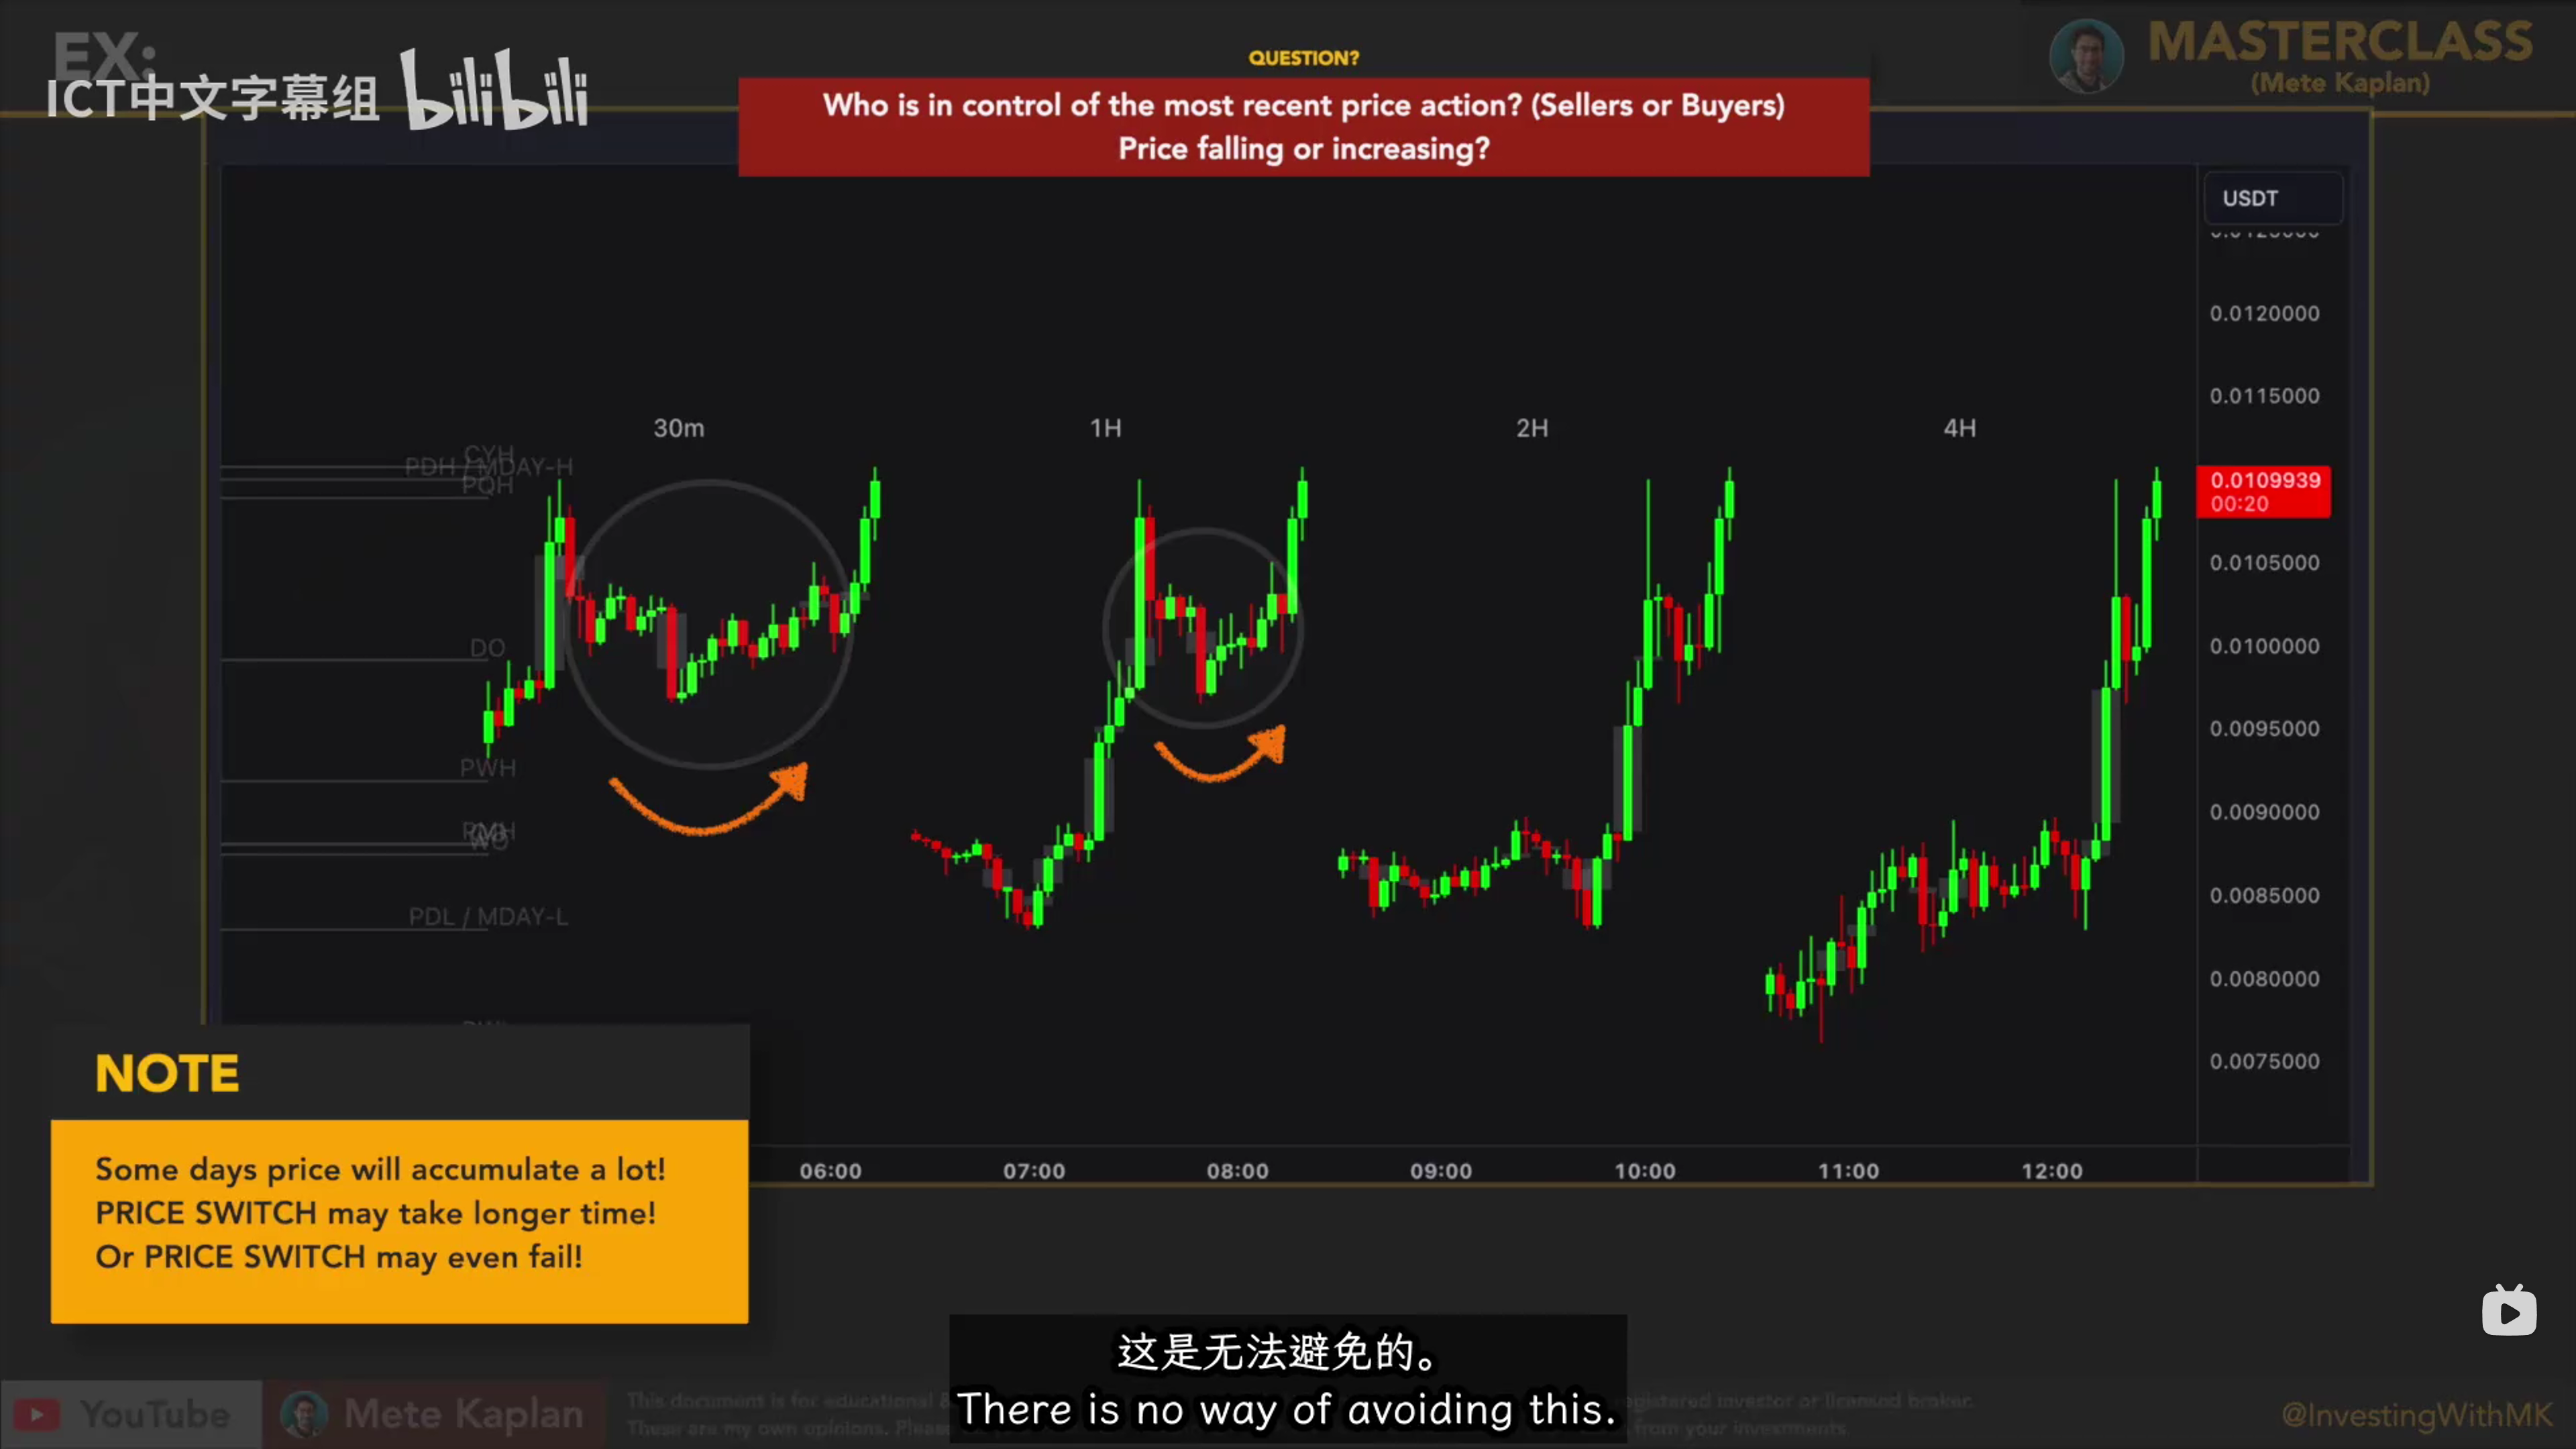 EX:
ICT中文字幕组 bilibili
QUESTION?
Who is in control of the most recent price action? (Sellers or Buyers)
Price falling or increasing?
MASTERCLASS
(Mete Kaplan)
USDT
0.0120000
0.0115000
0.0109939
00:20
0.0105000
0.0100000
0.0095000
0.0090000
0.0085000
0.0080000
0.0075000
30m
1H
2H
4H
CYH
PDH / MDAY-H
PQH
DO
PWH
WO
PDL / MDAY-L
06:00
07:00
08:00
09:00
10:00
11:00
12:00
NOTE
Some days price will accumulate a lot!
PRICE SWITCH may take longer time!
Or PRICE SWITCH may even fail!
这是无法避免的。
There is no way of avoiding this.
YouTube
Mete Kaplan
This document is for educational &
These are my own opinions. Please
registered investor or licensed broker.
from your investments.
@InvestingWithMK